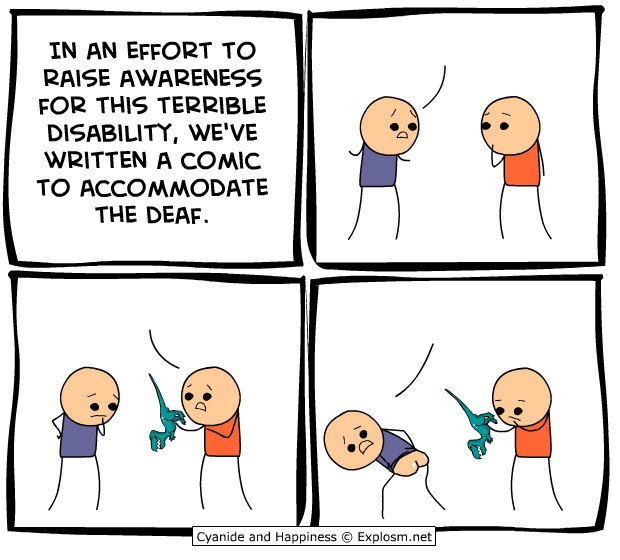 IN AN EFFORT TO
RAISE AWARENESS
FOR THIS TERRIBLE
DISABILITY, WE'VE
WRITTEN A COMIC
TO ACCOMMODATE
THE DEAF.
Cyanide and Happiness © Explosm.net